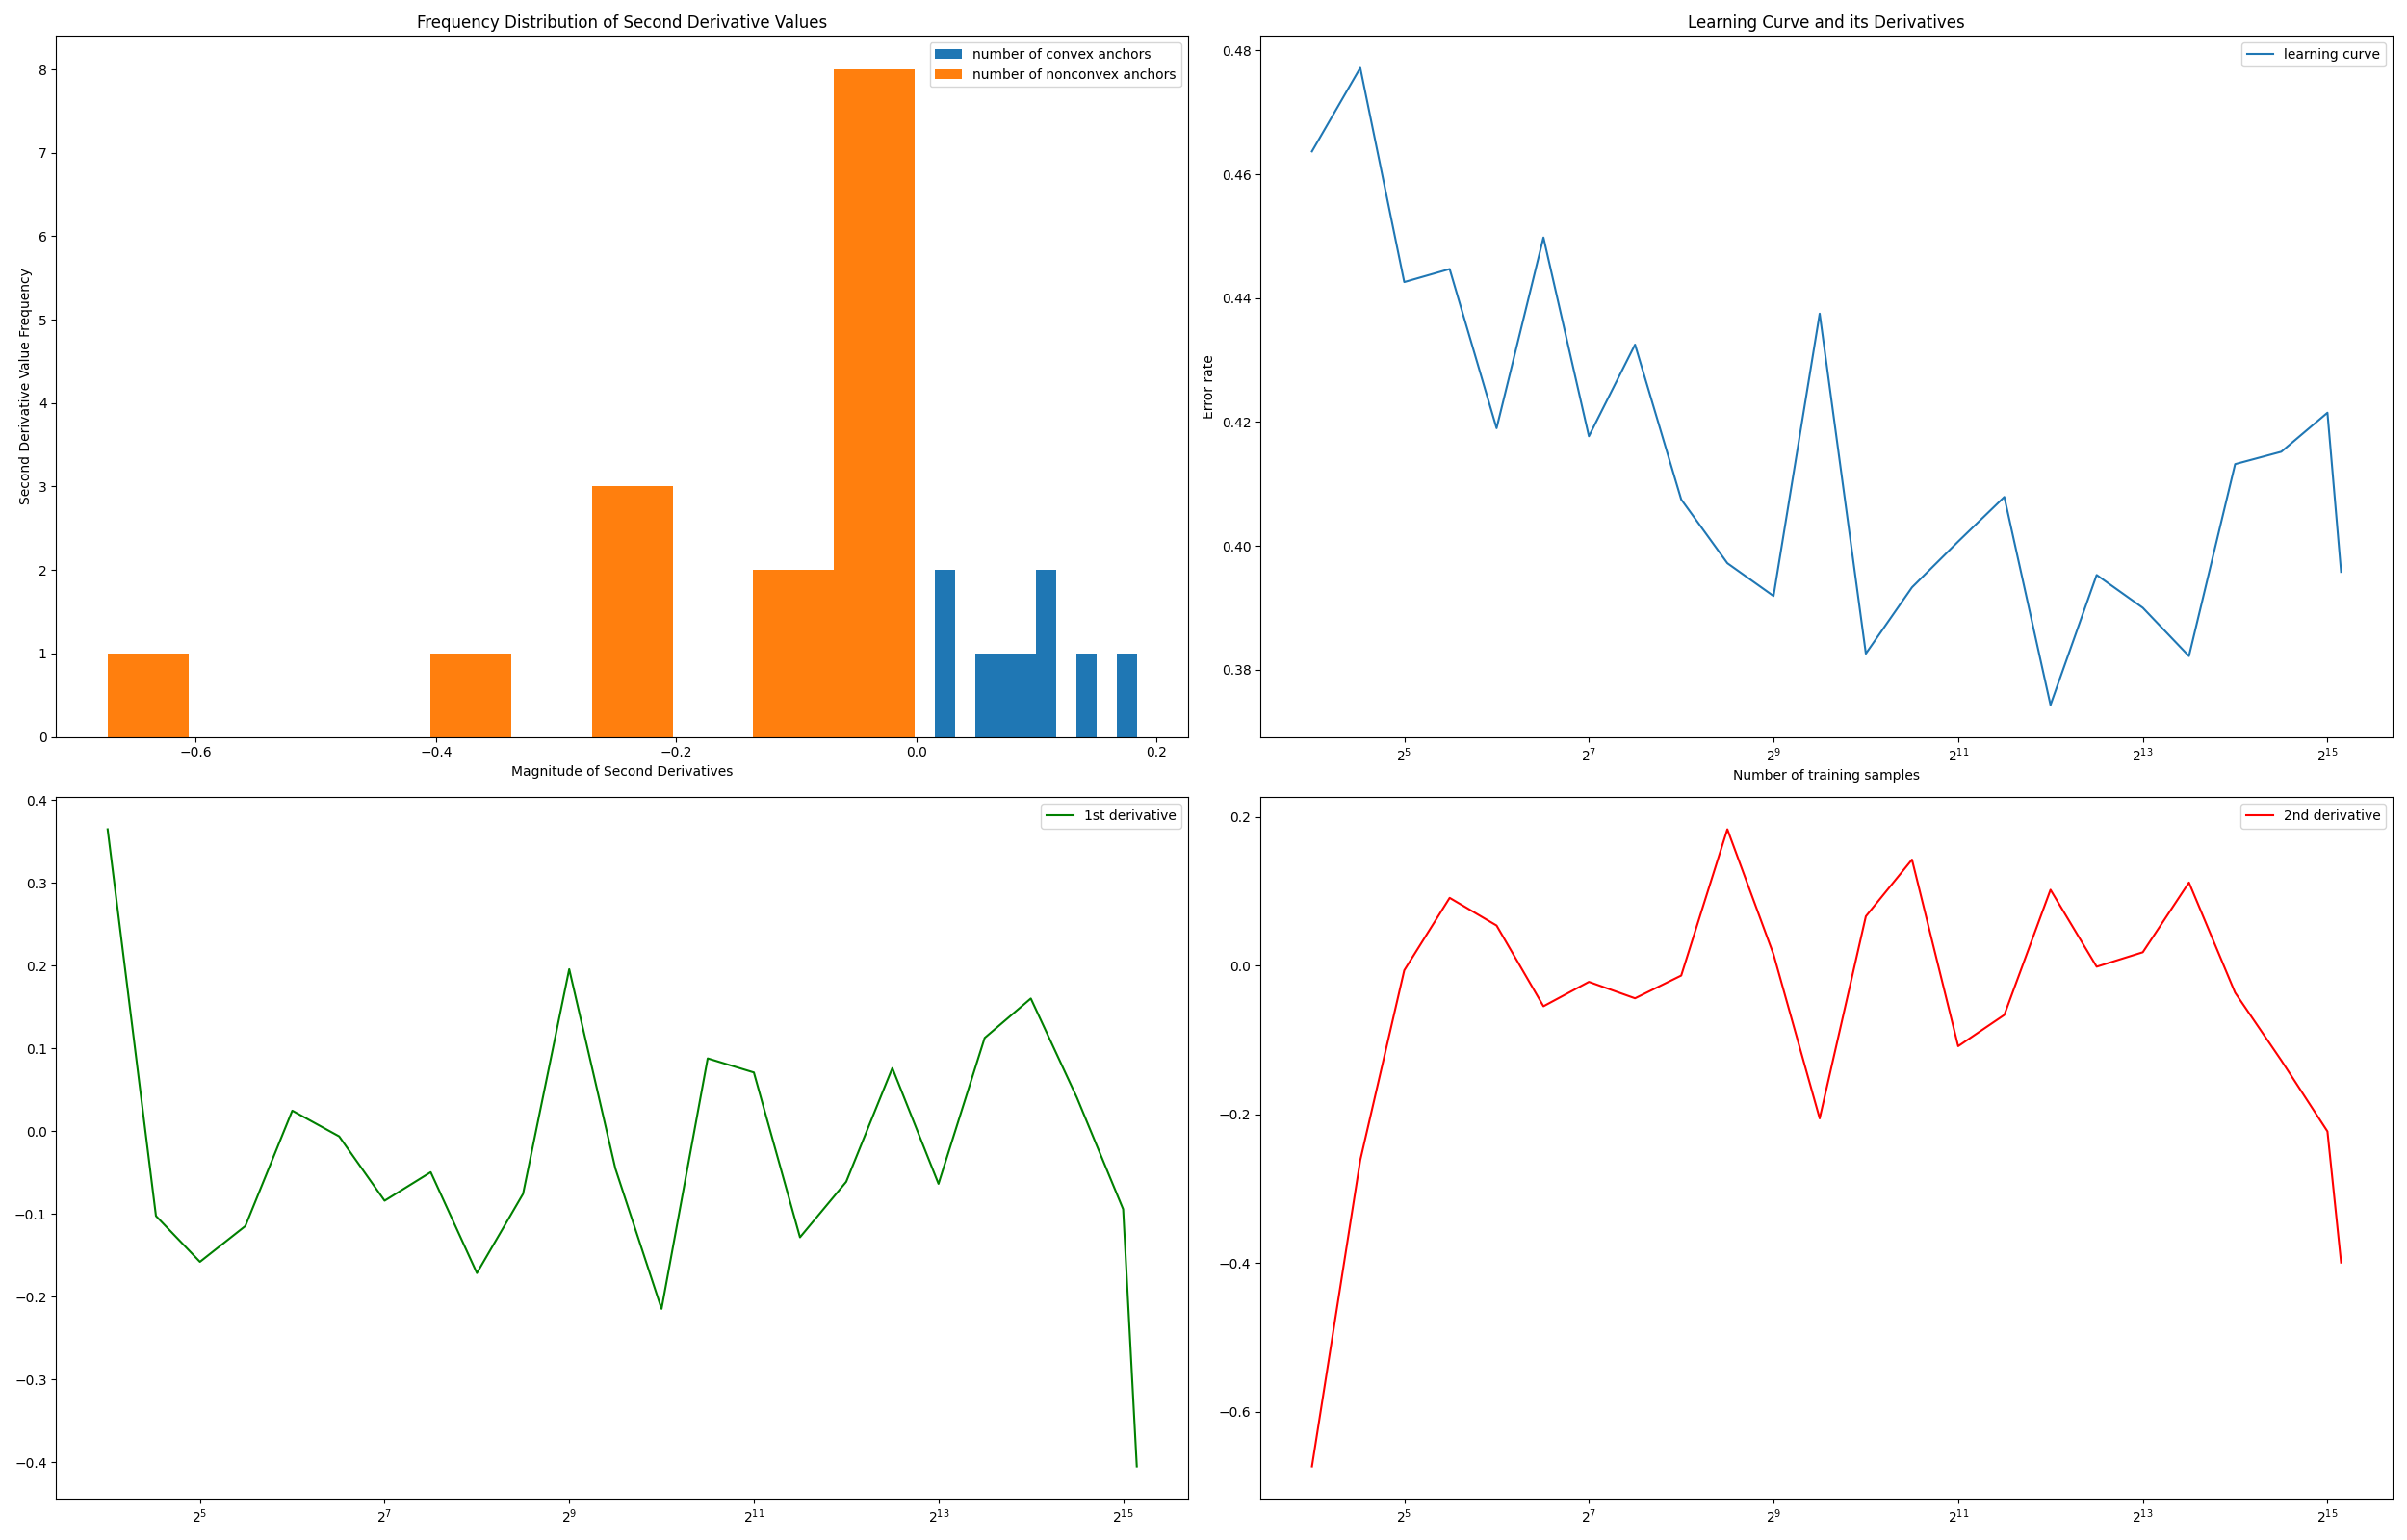 Frequency Distribution of Second Derivative Values
number of convex anchors
number of nonconvex anchors
Second Derivative Value Frequency
8
7
6
5
4
3
2
1
0
−0.6 −0.4 −0.2 0.0 0.2
Magnitude of Second Derivatives
Learning Curve and its Derivatives
learning curve
Error rate
0.48
0.46
0.44
0.42
0.40
0.38
2^5 2^7 2^9 2^11 2^13 2^15
Number of training samples
1st derivative
0.4
0.3
0.2
0.1
0.0
−0.1
−0.2
−0.3
−0.4
2^5 2^7 2^9 2^11 2^13 2^15
2nd derivative
0.2
0.0
−0.2
−0.4
−0.6
2^5 2^7 2^9 2^11 2^13 2^15